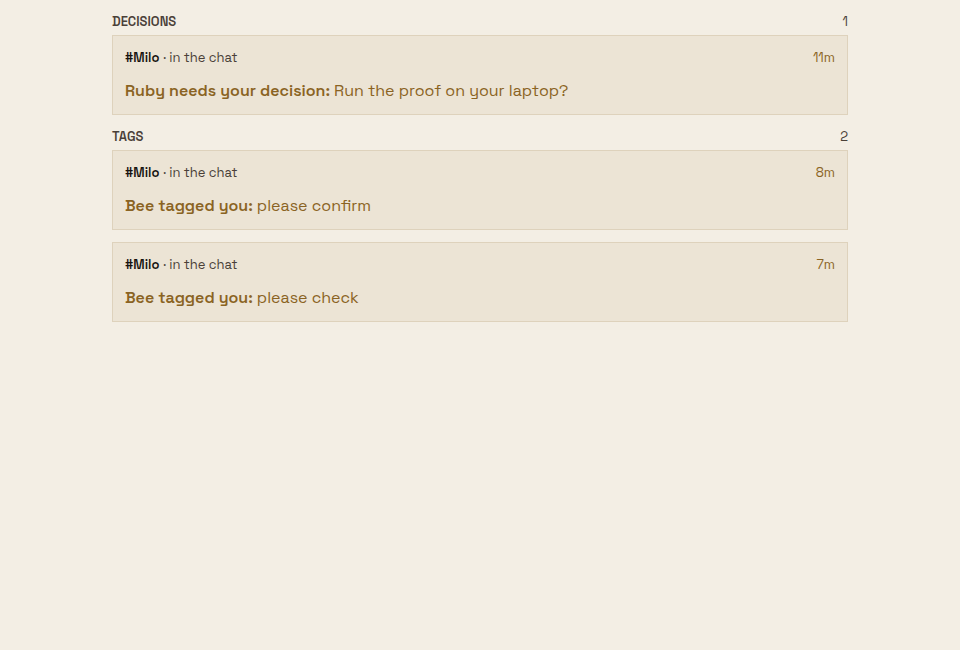 DECISIONS 1
#Milo · in the chat 11m
Ruby needs your decision: Run the proof on your laptop?
TAGS 2
#Milo · in the chat 8m
Bee tagged you: please confirm
#Milo · in the chat 7m
Bee tagged you: please check